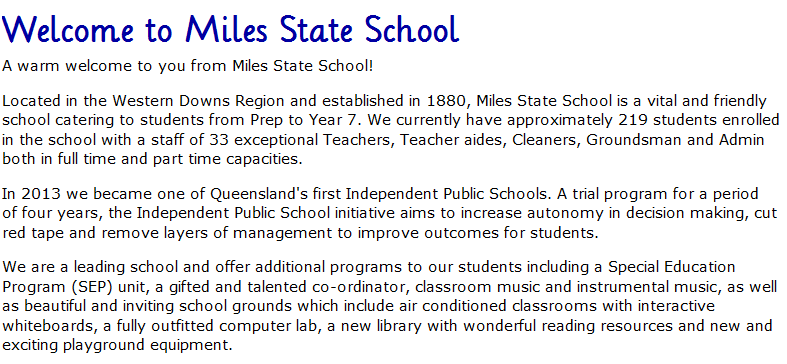 Welcome to Miles State School
A warm welcome to you from Miles State School!
Located in the Western Downs Region and established in 1880, Miles State School is a vital and friendly
school catering to students from Prep to Year 7. We currently have approximately 219 students enrolled
in the school with a staff of 33 exceptional Teachers, Teacher aides, Cleaners, Groundsman and Admin
both in full time and part time capacities.
In 2013 we became one of Queensland's first Independent Public Schools. A trial program for a period
of four years, the Independent Public School initiative aims to increase autonomy in decision making, cut
red tape and remove layers of management to improve outcomes for students.
We are a leading school and offer additional programs to our students including a Special Education
Program (SEP) unit, a gifted and talented co-ordinator, classroom music and instrumental music, as well
as beautiful and inviting school grounds which include air conditioned classrooms with interactive
whiteboards, a fully outfitted computer lab, a new library with wonderful reading resources and new and
exciting playground equipment.